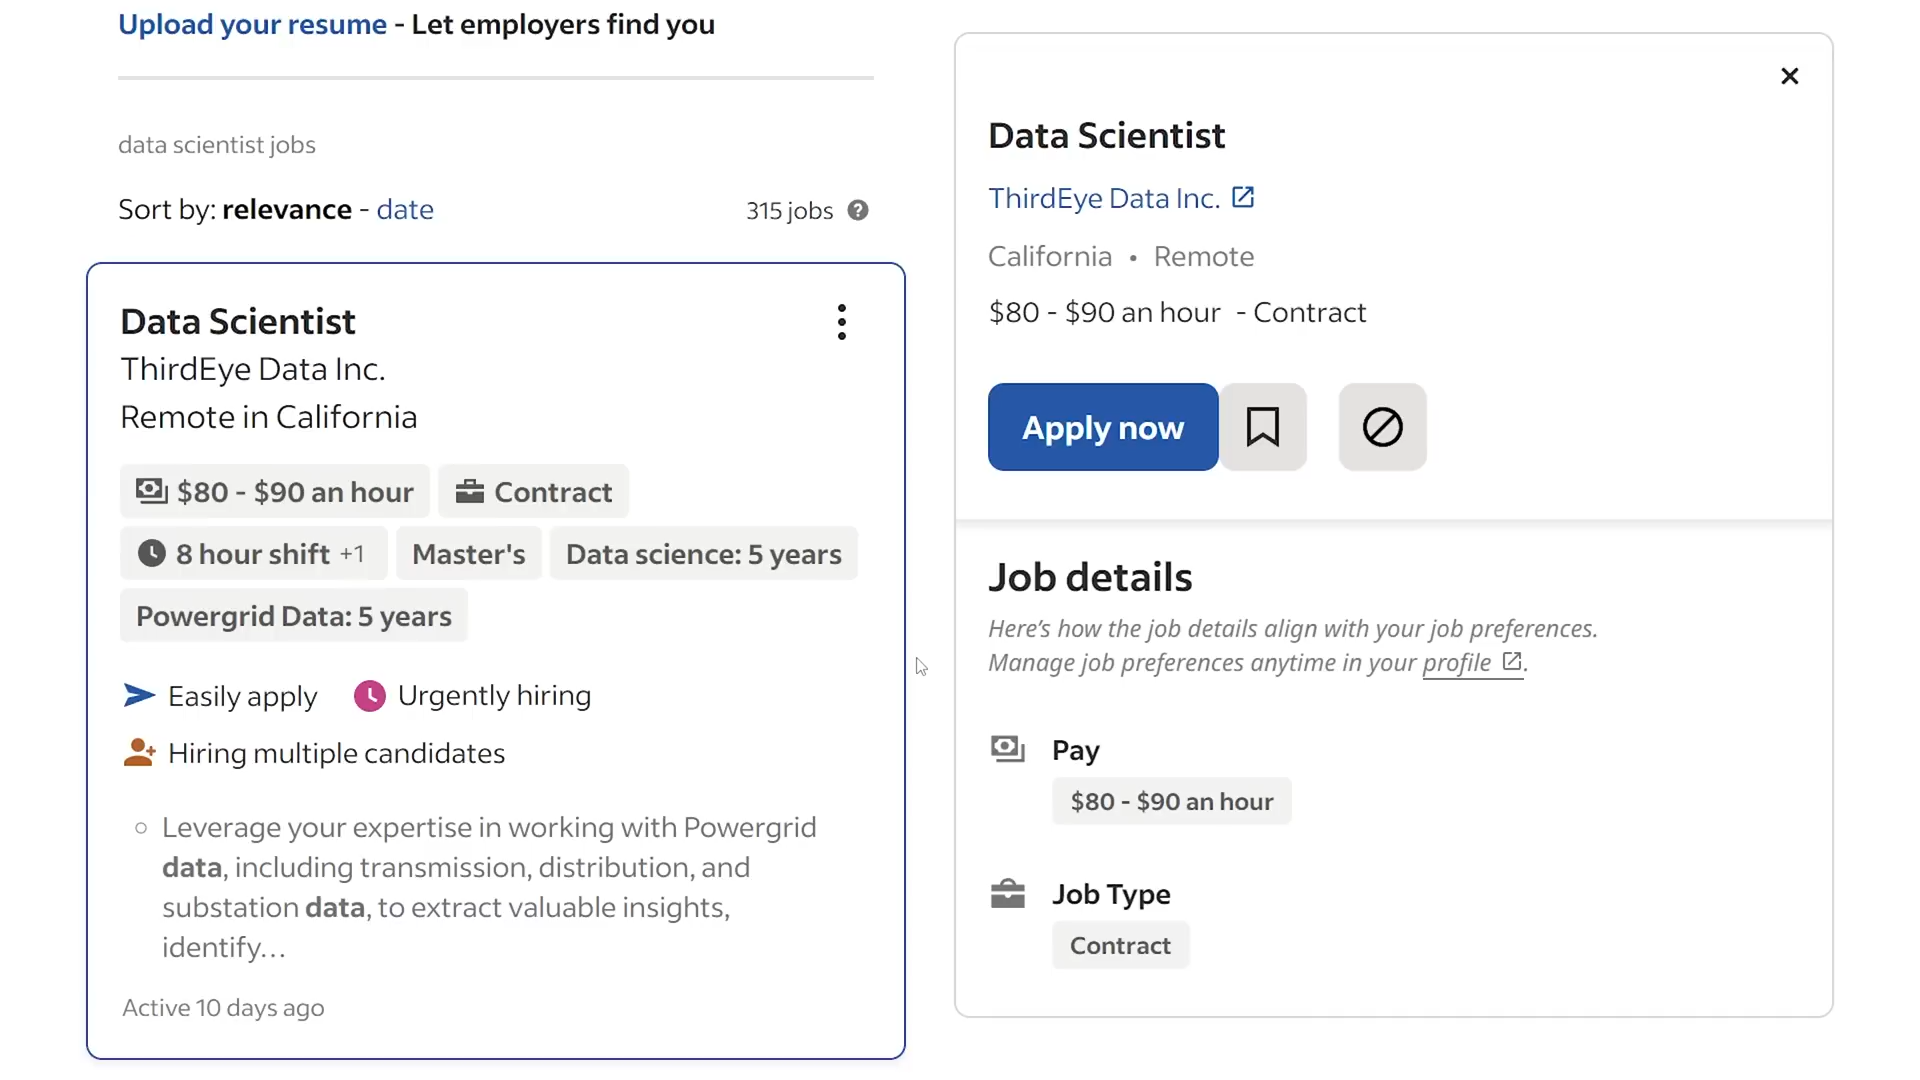 Upload your resume - Let employers find you
data scientist jobs
Sort by: relevance - date
315 jobs
Data Scientist
ThirdEye Data Inc.
Remote in California
$80 - $90 an hour
Contract
8 hour shift +1
Master's
Data science: 5 years
Powergrid Data: 5 years
Easily apply
Urgently hiring
Hiring multiple candidates
Leverage your expertise in working with Powergrid
data, including transmission, distribution, and
substation data, to extract valuable insights,
identify…
Active 10 days ago
Data Scientist
ThirdEye Data Inc.
California • Remote
$80 - $90 an hour - Contract
Apply now
Job details
Here’s how the job details align with your job preferences.
Manage job preferences anytime in your profile.
Pay
$80 - $90 an hour
Job Type
Contract